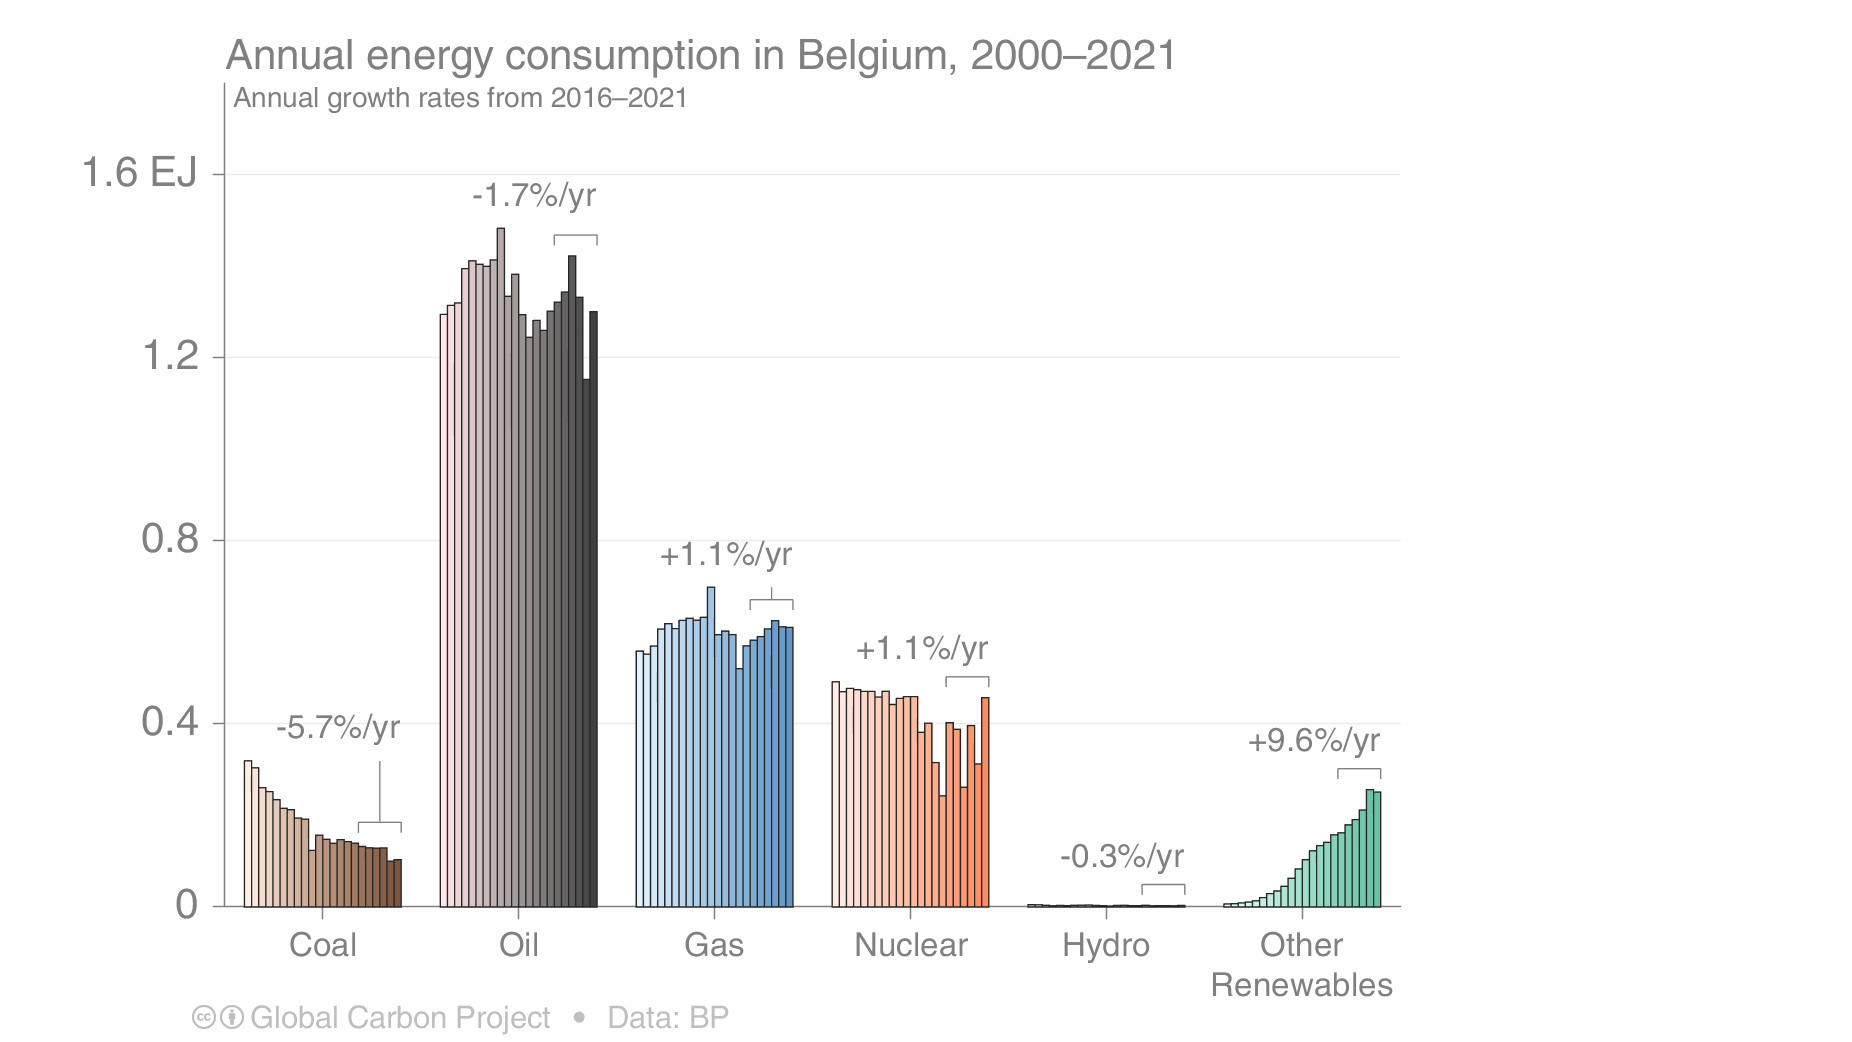 Annual energy consumption in Belgium, 2000–2021
Annual growth rates from 2016–2021
1.6 EJ
1.2
0.8
0.4
0
-5.7%/yr
-1.7%/yr
+1.1%/yr
+1.1%/yr
-0.3%/yr
+9.6%/yr
Coal
Oil
Gas
Nuclear
Hydro
Other
Renewables
cc Global Carbon Project • Data: BP